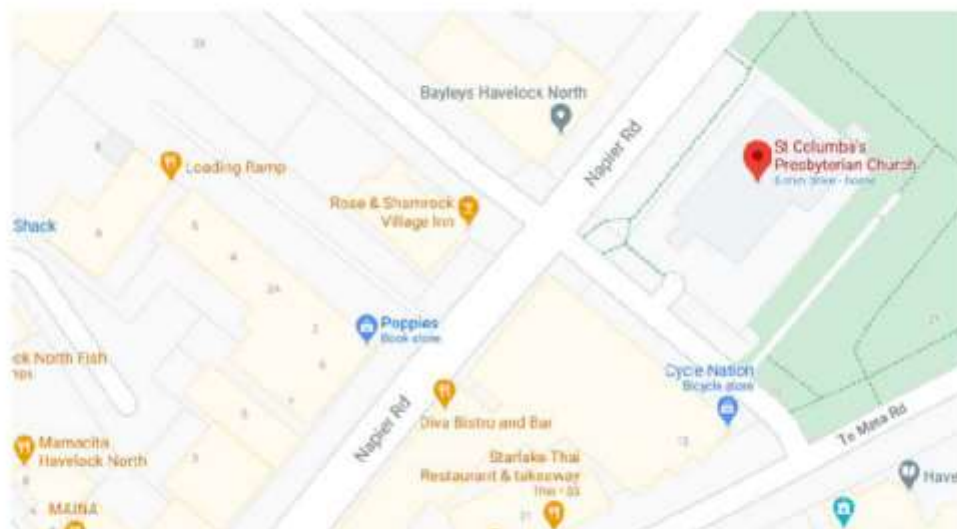 Bayleys Havelock North
Napier Rd
St Columba's
Presbyterian Church
Loading Ramp
Rose & Shamrock
Village Inn
Shack
Poppies
Book store
ck North Fish
Cycle Nation
Bicycle store
Diva Bistro and Bar
Napier Rd
Te Mata Rd
Mamacita
Havelock North
Starlake Thai
Restaurant & takeaway
Have
MAINA